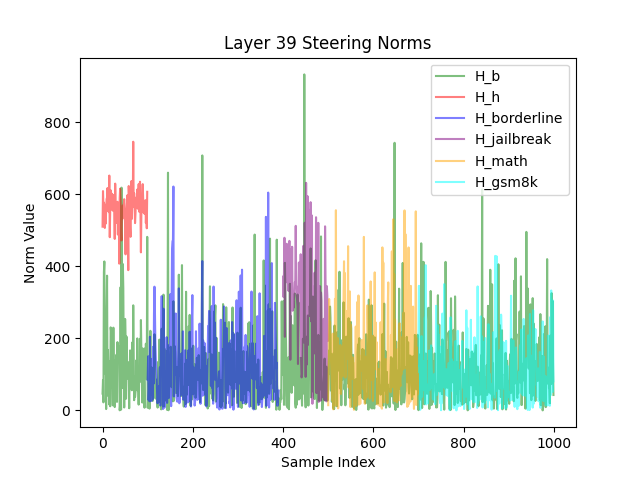 Layer 39 Steering Norms
H_b
H_h
H_borderline
H_jailbreak
H_math
H_gsm8k
Norm Value
800
600
400
200
0
0 200 400 600 800 1000
Sample Index